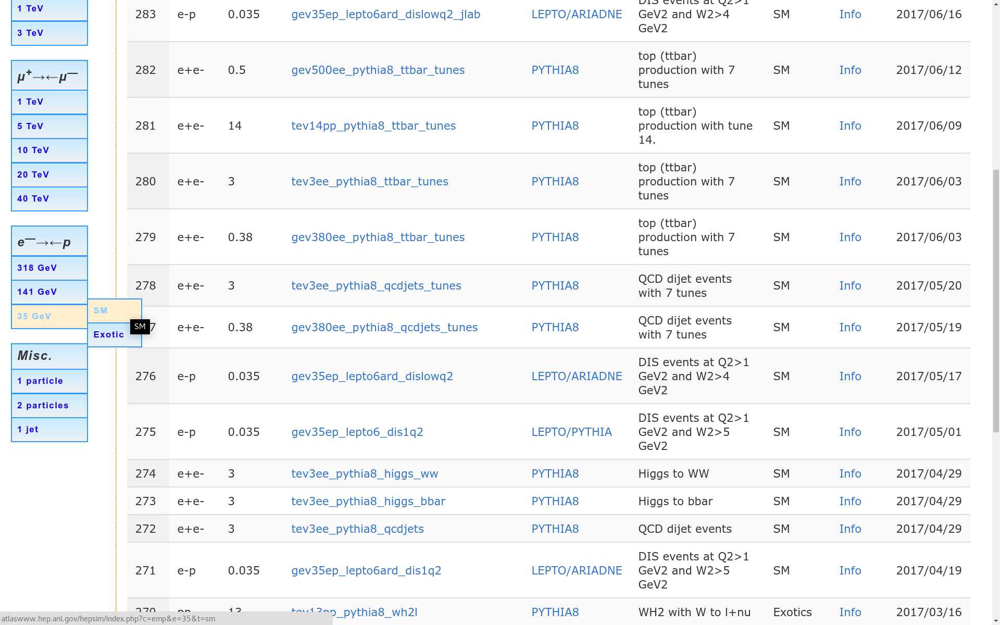 1 TeV
3 TeV
μ+→←μ—
1 TeV
5 TeV
10 TeV
20 TeV
40 TeV
e—→←p
318 GeV
141 GeV
35 GeV
SM
Exotic
SM
Misc.
1 particle
2 particles
1 jet
283 e-p 0.035 gev35ep_lepto6ard_dislowq2_jlab LEPTO/ARIADNE DIS events at Q2>1
GeV2 and W2>4
GeV2 SM Info 2017/06/16
282 e+e- 0.5 gev500ee_pythia8_ttbar_tunes PYTHIA8 top (ttbar)
production with 7
tunes SM Info 2017/06/12
281 e+e- 14 tev14pp_pythia8_ttbar_tunes PYTHIA8 top (ttbar)
production with tune
14. SM Info 2017/06/09
280 e+e- 3 tev3ee_pythia8_ttbar_tunes PYTHIA8 top (ttbar)
production with 7
tunes SM Info 2017/06/03
279 e+e- 0.38 gev380ee_pythia8_ttbar_tunes PYTHIA8 top (ttbar)
production with 7
tunes SM Info 2017/06/03
278 e+e- 3 tev3ee_pythia8_qcdjets_tunes PYTHIA8 QCD dijet events
with 7 tunes SM Info 2017/05/20
7 e+e- 0.38 gev380ee_pythia8_qcdjets_tunes PYTHIA8 QCD dijet events
with 7 tunes SM Info 2017/05/19
276 e-p 0.035 gev35ep_lepto6ard_dislowq2 LEPTO/ARIADNE DIS events at Q2>1
GeV2 and W2>4
GeV2 SM Info 2017/05/17
275 e-p 0.035 gev35ep_lepto6_dis1q2 LEPTO/PYTHIA DIS events at Q2>1
GeV2 and W2>5
GeV2 SM Info 2017/05/01
274 e+e- 3 tev3ee_pythia8_higgs_ww PYTHIA8 Higgs to WW SM Info 2017/04/29
273 e+e- 3 tev3ee_pythia8_higgs_bbar PYTHIA8 Higgs to bbar SM Info 2017/04/29
272 e+e- 3 tev3ee_pythia8_qcdjets PYTHIA8 QCD dijet events SM Info 2017/04/29
271 e-p 0.035 gev35ep_lepto6ard_dis1q2 LEPTO/ARIADNE DIS events at Q2>1
GeV2 and W2>5
GeV2 SM Info 2017/04/19
270 pp 13 tev13pp_pythia8_wh2l PYTHIA8 WH2 with W to l+nu Exotics Info 2017/03/16
atlaswww.hep.anl.gov/hepsim/index.php?c=emp&e=35&t=sm